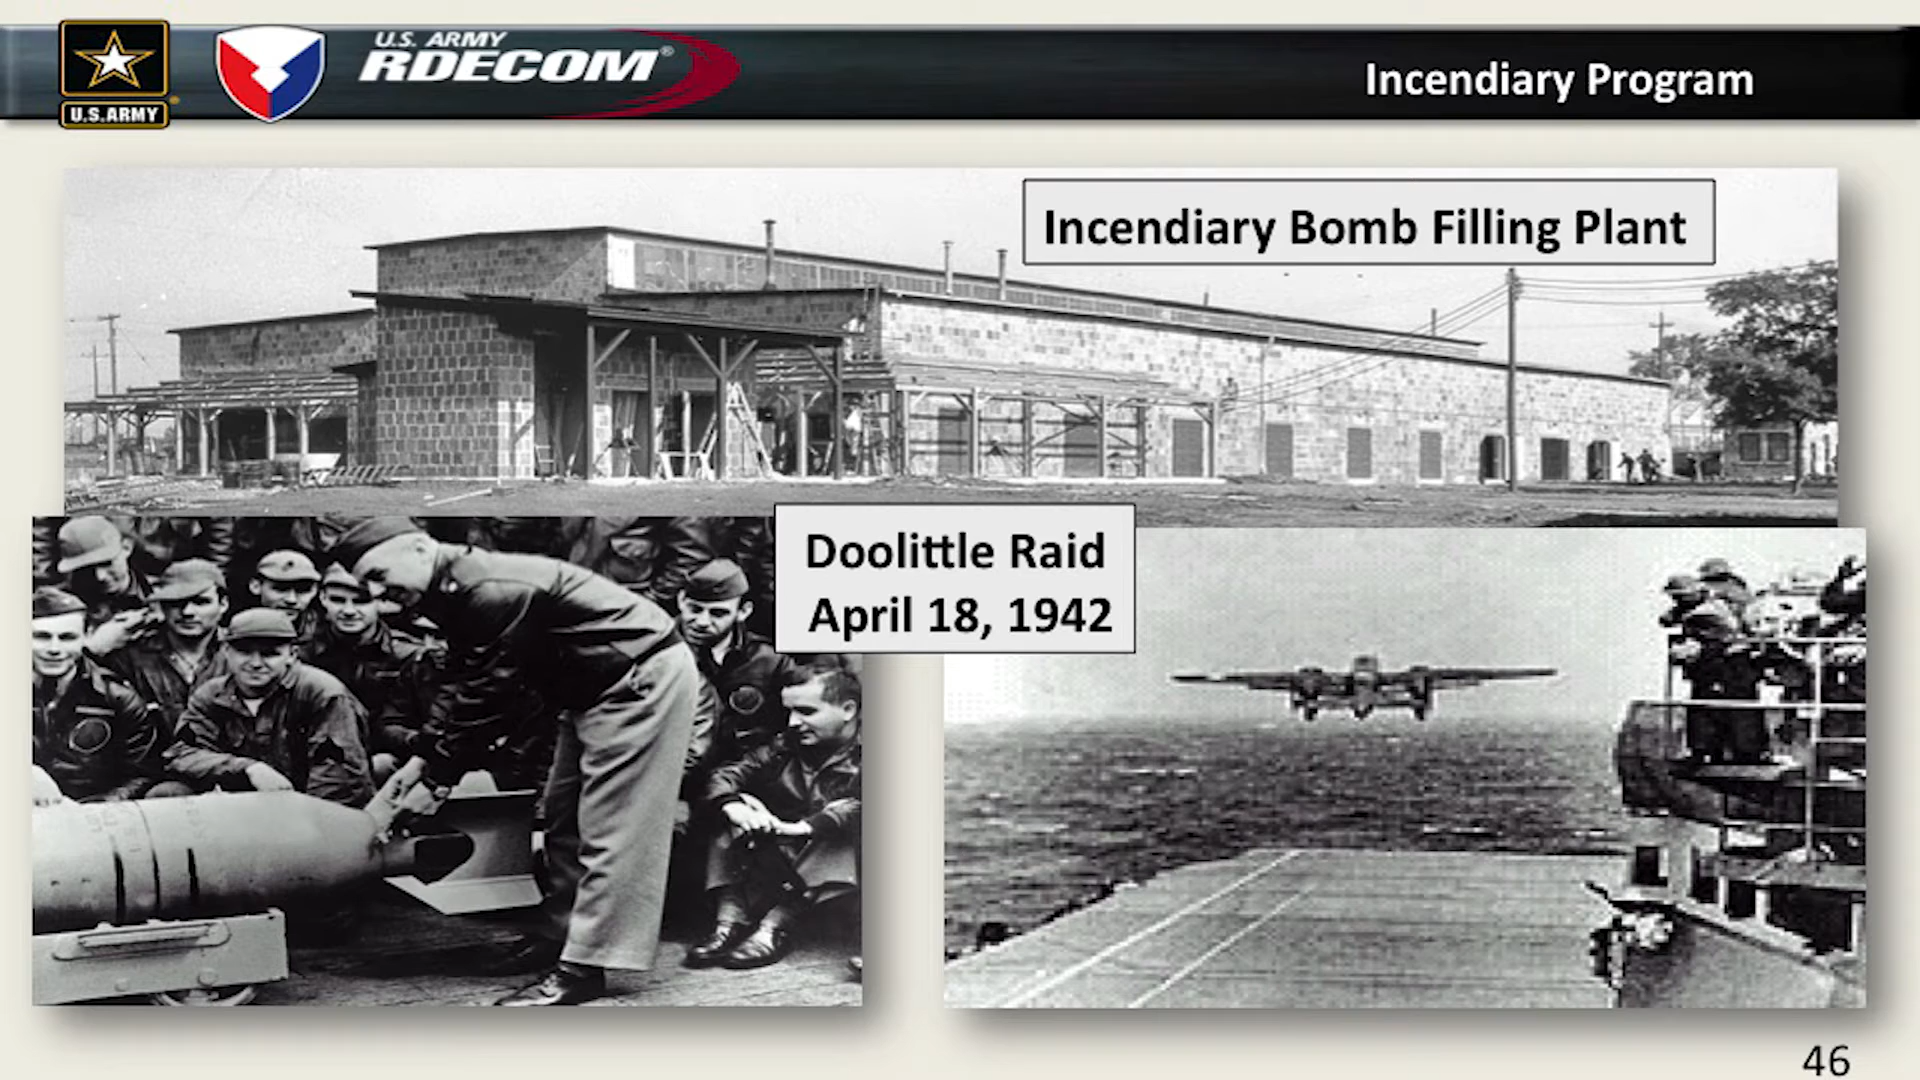 U.S. ARMY
RDECOM®
U.S.ARMY
Incendiary Program
Incendiary Bomb Filling Plant
Doolittle Raid
April 18, 1942
46